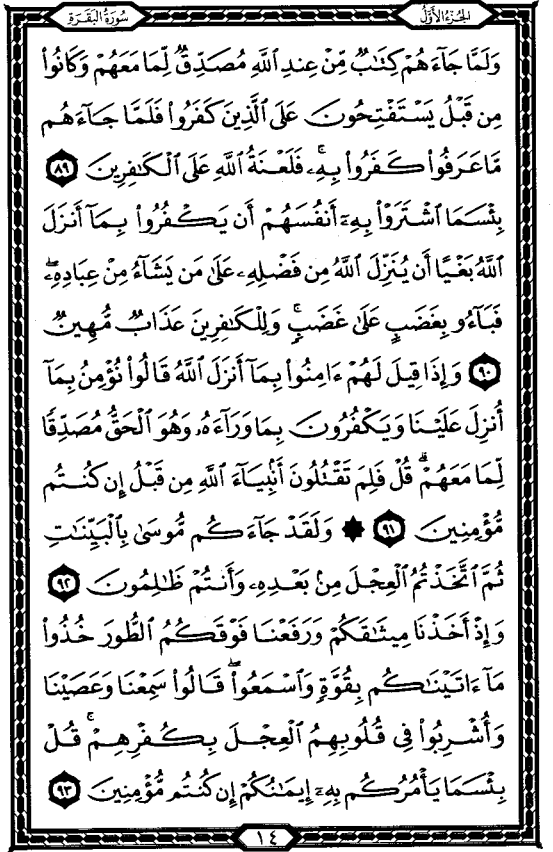 الجزء الأول
سورة البقرة
وَلَمَّا جَآءَهُمْ كِتَٰبٌ مِّنْ عِندِ ٱللَّهِ مُصَدِّقٌ لِّمَا مَعَهُمْ وَكَانُوا۟
مِن قَبْلُ يَسْتَفْتِحُونَ عَلَى ٱلَّذِينَ كَفَرُوا۟ فَلَمَّا جَآءَهُم
مَّا عَرَفُوا۟ كَفَرُوا۟ بِهِۦۚ فَلَعْنَةُ ٱللَّهِ عَلَى ٱلْكَٰفِرِينَ ٨٩
بِئْسَمَا ٱشْتَرَوْا۟ بِهِۦٓ أَنفُسَهُمْ أَن يَكْفُرُوا۟ بِمَآ أَنزَلَ
ٱللَّهُ بَغْيًا أَن يُنَزِّلَ ٱللَّهُ مِن فَضْلِهِۦ عَلَىٰ مَن يَشَآءُ مِنْ عِبَادِهِۦۖ
فَبَآءُو بِغَضَبٍ عَلَىٰ غَضَبٍۚ وَلِلْكَٰفِرِينَ عَذَابٌ مُّهِينٌ
٩٠ وَإِذَا قِيلَ لَهُمْ ءَامِنُوا۟ بِمَآ أَنزَلَ ٱللَّهُ قَالُوا۟ نُؤْمِنُ بِمَآ
أُنزِلَ عَلَيْنَا وَيَكْفُرُونَ بِمَا وَرَآءَهُۥ وَهُوَ ٱلْحَقُّ مُصَدِّقًا
لِّمَا مَعَهُمْۗ قُلْ فَلِمَ تَقْتُلُونَ أَنۢبِيَآءَ ٱللَّهِ مِن قَبْلُ إِن كُنتُم
مُّؤْمِنِينَ ٩١ ۞ وَلَقَدْ جَآءَكُم مُّوسَىٰ بِٱلْبَيِّنَٰتِ
ثُمَّ ٱتَّخَذْتُمُ ٱلْعِجْلَ مِنۢ بَعْدِهِۦ وَأَنتُمْ ظَٰلِمُونَ ٩٢
وَإِذْ أَخَذْنَا مِيثَٰقَكُمْ وَرَفَعْنَا فَوْقَكُمُ ٱلطُّورَ خُذُوا۟
مَآ ءَاتَيْنَٰكُم بِقُوَّةٍ وَٱسْمَعُوا۟ۖ قَالُوا۟ سَمِعْنَا وَعَصَيْنَا
وَأُشْرِبُوا۟ فِى قُلُوبِهِمُ ٱلْعِجْلَ بِكُفْرِهِمْۚ قُلْ
بِئْسَمَا يَأْمُرُكُم بِهِۦٓ إِيمَٰنُكُمْ إِن كُنتُم مُّؤْمِنِينَ ٩٣
١٤